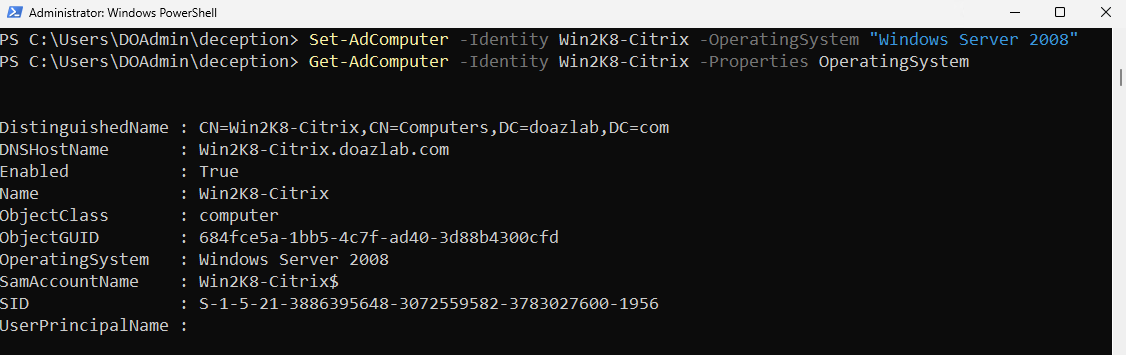 Administrator: Windows PowerShell
PS C:\Users\DOAdmin\deception> Set-AdComputer -Identity Win2K8-Citrix -OperatingSystem "Windows Server 2008"
PS C:\Users\DOAdmin\deception> Get-AdComputer -Identity Win2K8-Citrix -Properties OperatingSystem
DistinguishedName : CN=Win2K8-Citrix,CN=Computers,DC=doazlab,DC=com
DNSHostName       : Win2K8-Citrix.doazlab.com
Enabled           : True
Name              : Win2K8-Citrix
ObjectClass       : computer
ObjectGUID        : 684fce5a-1bb5-4c7f-ad40-3d88b4300cfd
OperatingSystem   : Windows Server 2008
SamAccountName    : Win2K8-Citrix$
SID               : S-1-5-21-3886395648-3072559582-3783027600-1956
UserPrincipalName :